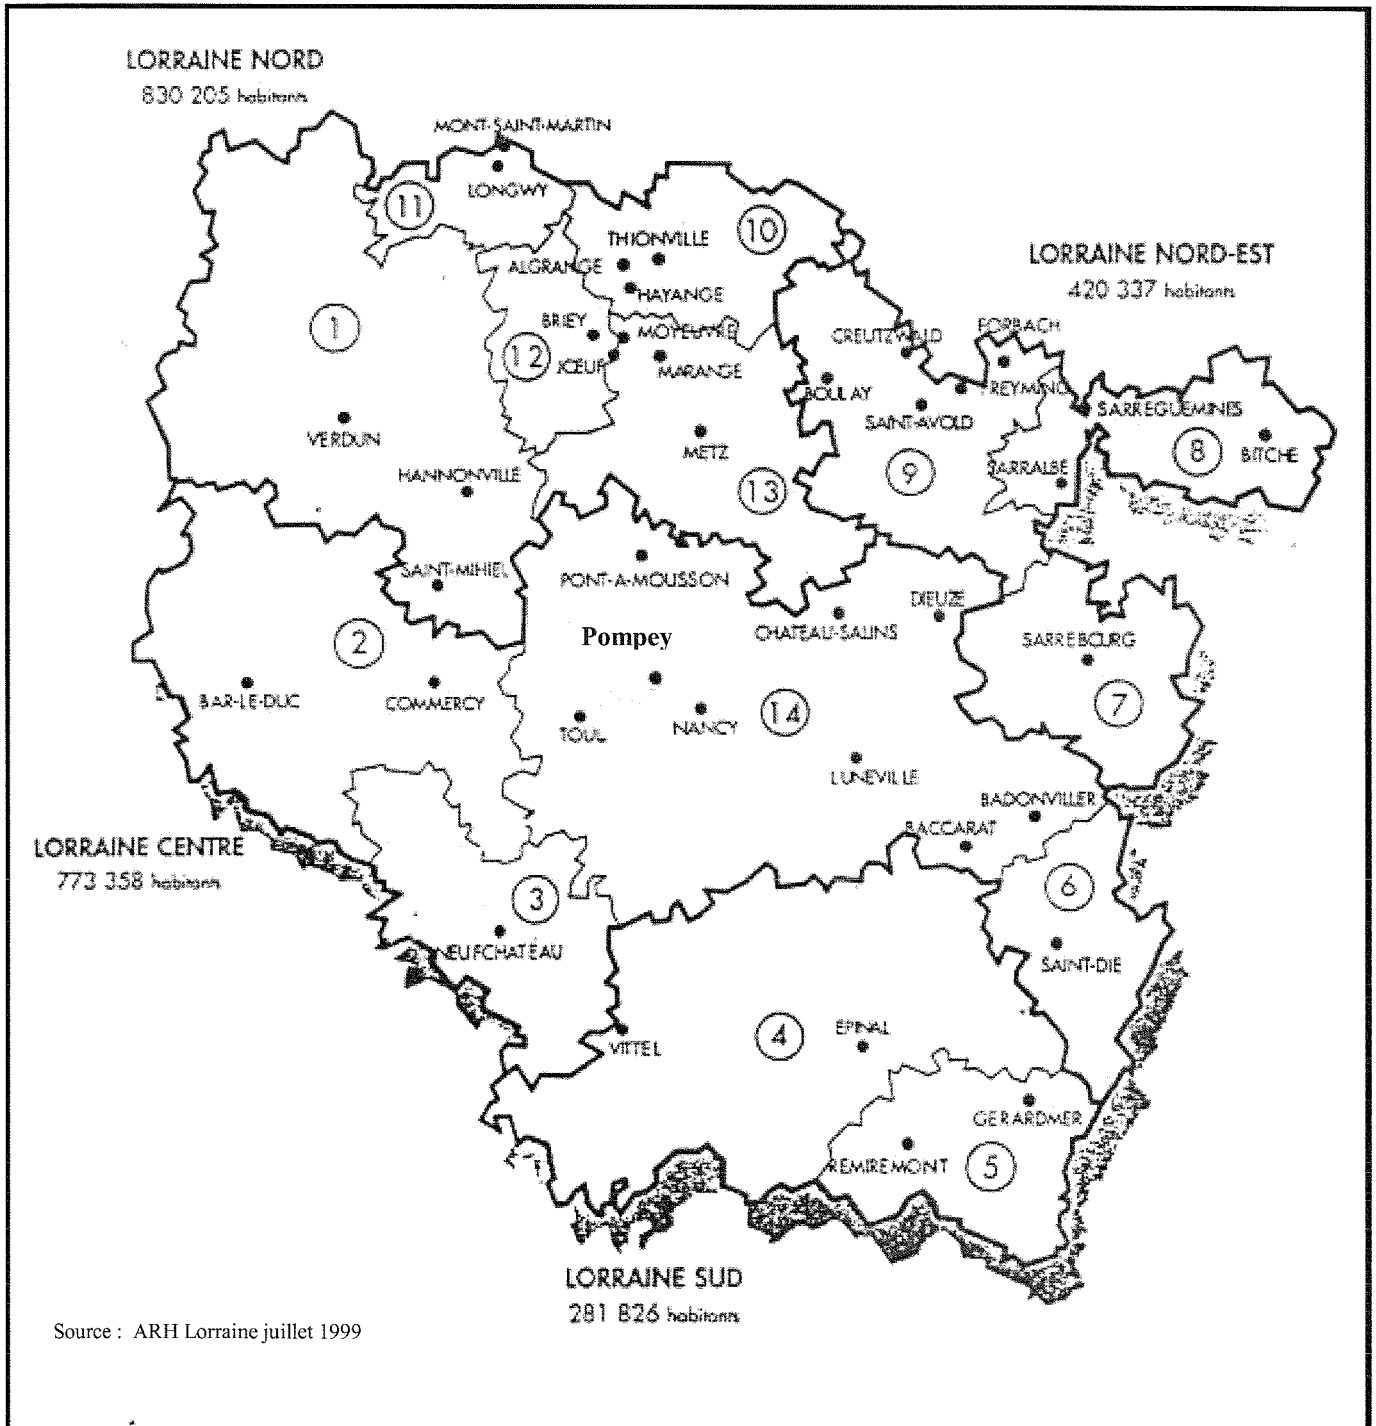 LORRAINE NORD
830 205 habitants
MONT-SAINT-MARTIN
LONGWY
11
10
THIONVILLE
ALGRANGE
HAYANGE
LORRAINE NORD-EST
420 337 habitants
1
BRIEY
MOYEUVRE
12
JŒUF
MARANGE
CREUTZWALD
FORBACH
BOULAY
FREYMING
SAINT-AVOLD
SARREGUEMINES
8
BITCHE
VERDUN
METZ
HANNONVILLE
13
9
SARRALBE
SAINT-MIHIEL
PONT-A-MOUSSON
DIEUZE
CHATEAU-SALINS
Pompey
2
SARREBOURG
BAR-LE-DUC
COMMERCY
7
TOUL
NANCY
14
LUNEVILLE
BADONVILLER
BACCARAT
LORRAINE CENTRE
773 358 habitants
3
6
NEUFCHATEAU
SAINT-DIE
4
EPINAL
VITTEL
GERARDMER
REMIREMONT
5
LORRAINE SUD
281 826 habitants
Source : ARH Lorraine juillet 1999